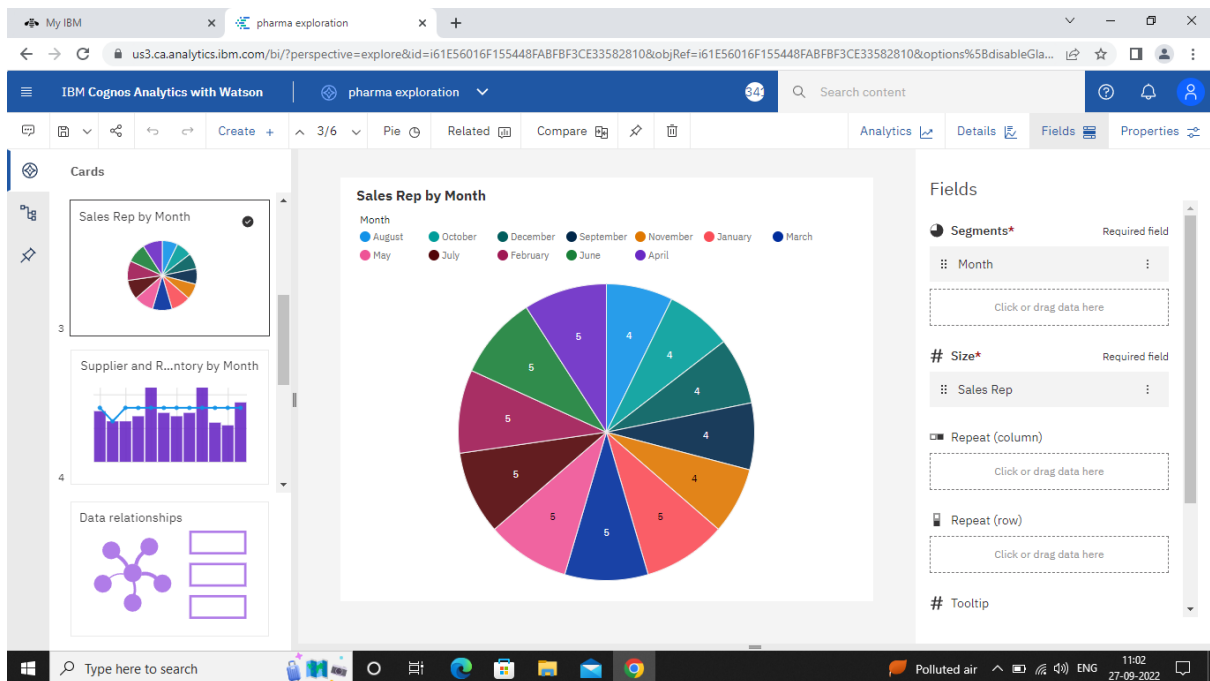 My IBM
pharma exploration
us3.ca.analytics.ibm.com/bi/?perspective=explore&id=i61E56016F155448FABFBF3CE33582810&objRef=i61E56016F155448FABFBF3CE33582810&options%5BdisableGla...
IBM Cognos Analytics with Watson
pharma exploration
Search content
Create + 3/6 Pie Related Compare
Analytics Details Fields Properties
Cards
Sales Rep by Month
3
Supplier and R...ntory by Month
4
Data relationships
Sales Rep by Month
Month
August October December September November January March
May July February June April
5 4
4
5
4
5
4
5
4
5
5
5
Fields
Segments* Required field
Month
Click or drag data here
# Size* Required field
Sales Rep
Repeat (column)
Click or drag data here
Repeat (row)
Click or drag data here
# Tooltip
Type here to search
Polluted air ENG
11:02
27-09-2022